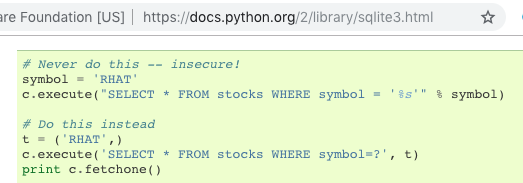 are Foundation [US] | https://docs.python.org/2/library/sqlite3.html
# Never do this -- insecure!
symbol = 'RHAT'
c.execute("SELECT * FROM stocks WHERE symbol = '%s'" % symbol)
# Do this instead
t = ('RHAT',)
c.execute('SELECT * FROM stocks WHERE symbol=?', t)
print c.fetchone()